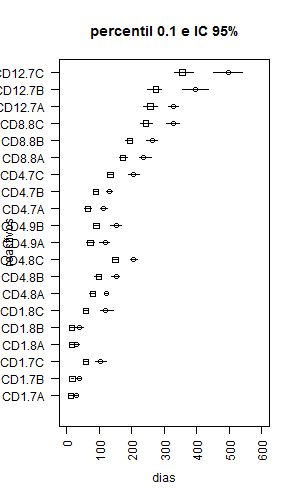 percentil 0.1 e IC 95%
CD12.7C
CD12.7B
CD12.7A
CD8.8C
CD8.8B
CD8.8A
CD4.7C
CD4.7B
CD4.7A
CD4.9B
CD4.9A
CD4.8C
CD4.8B
CD4.8A
CD1.8C
CD1.8B
CD1.8A
CD1.7C
CD1.7B
CD1.7A
0 100 200 300 400 500 600
dias